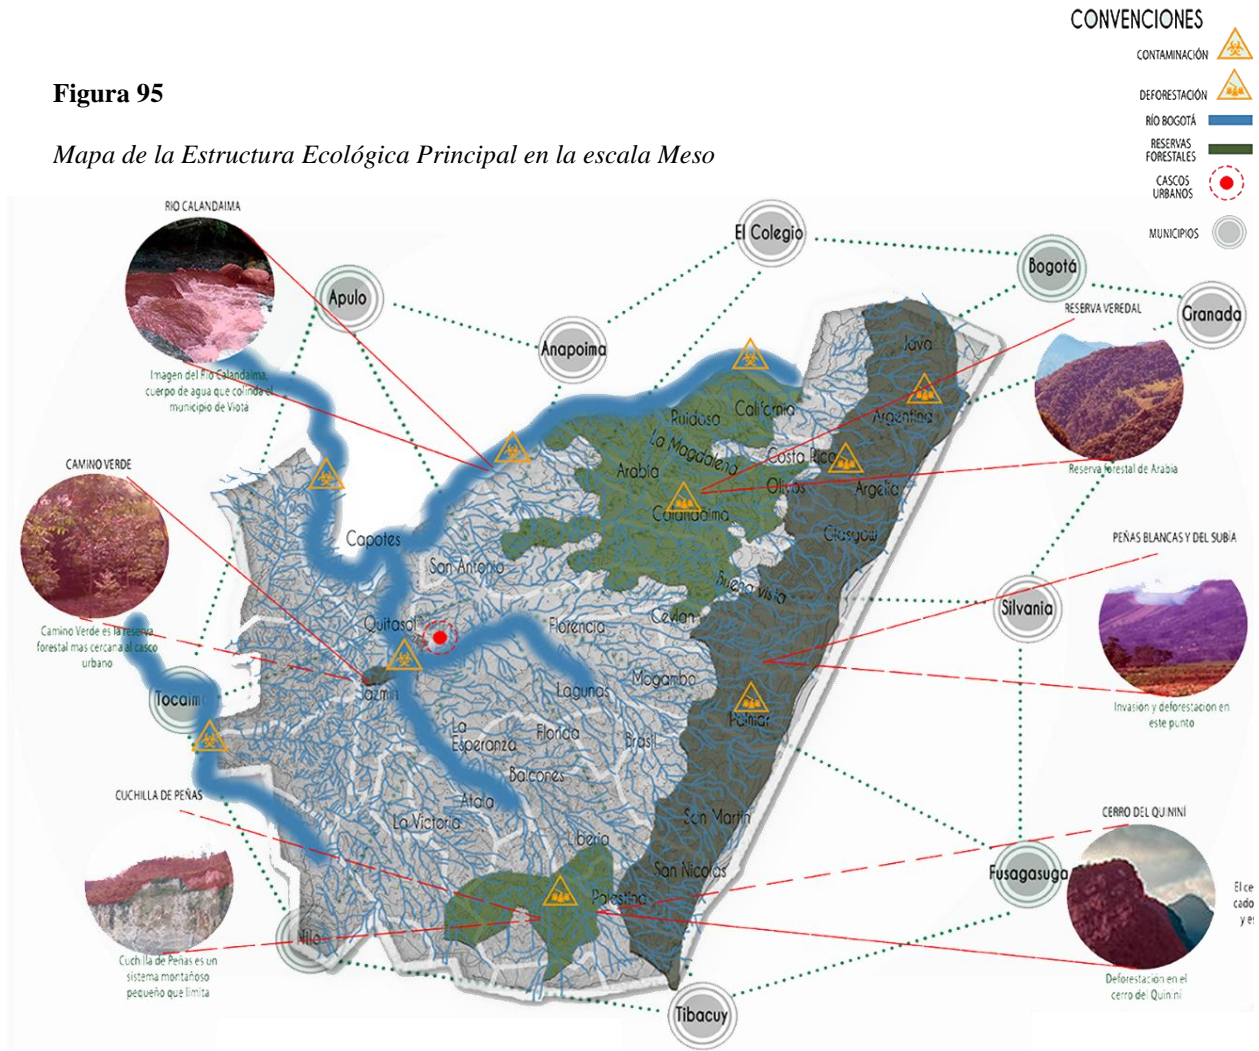 CONVENCIONES
CONTAMINACIÓN
DEFORESTACIÓN
RÍO BOGOTÁ
RESERVAS
FORESTALES
CASCOS
URBANOS
MUNICIPIOS
Figura 95
Mapa de la Estructura Ecológica Principal en la escala Meso
RIO CALANDAIMA
Imagen del Rio Calandaima,
cuerpo de agua que colinda el
municipio de Viotá
Apulo
El Colegio
Anapoima
Bogotá
Granada
RESERVA VEREDAL
Reserva forestal de Arabia
Java
Argentina
California
Ruidoso
La Magdalena
Costa Rica
Arabia
Olivos
Argelia
Calandaima
Glasgow
CAMINO VERDE
Camino Verde es la reserva
forestal mas cercana al casco
urbano
Capotes
San Antonio
Buena vista
Ceylan
Quitasol
Florencia
PEÑAS BLANCAS Y DEL SUBÍA
Invasion y deforestacion en
este punto
Silvania
Tocaima
Jazmin
Lagunas
Mogambo
Palmar
La
Esperanza
Florida
Brasil
Balcones
Atala
La Victoria
Liberia
San Martin
San Nicolas
Palestina
CUCHILLA DE PEÑAS
Cuchilla de Peñas es un
sistema montañoso
pequeño que limita
Nilo
CERRO DEL QUININÍ
Fusagasuga
Deforestación en el
cerro del Quininí
El ce
cado
y es
Tibacuy